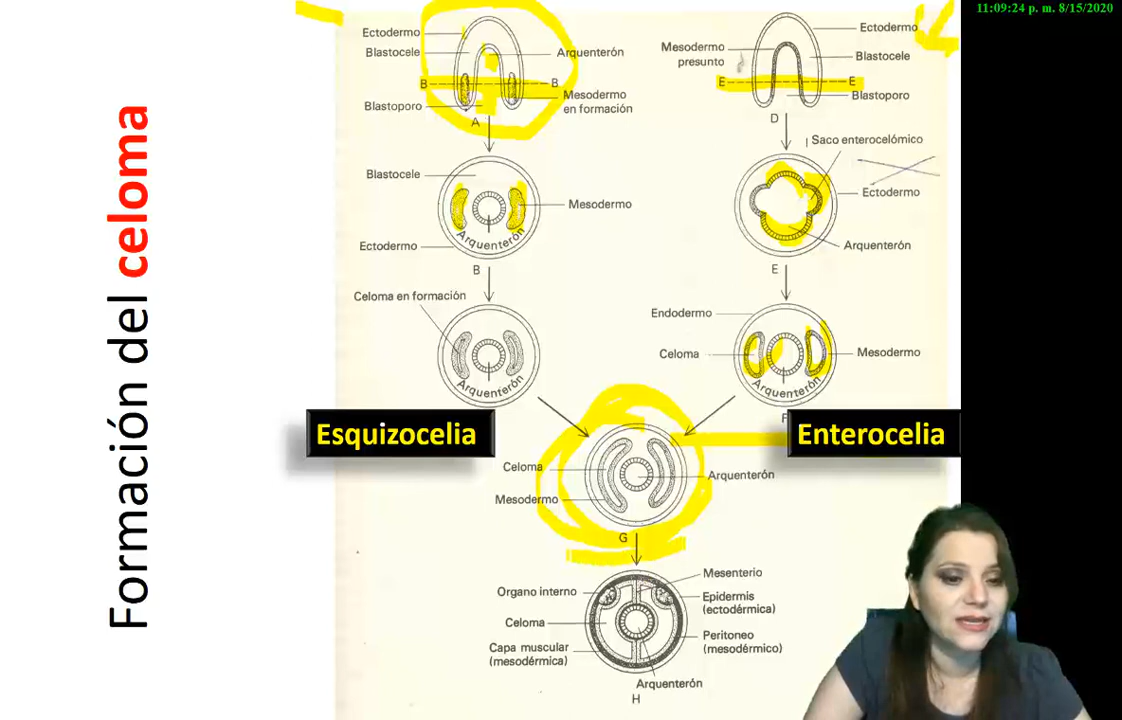 11:09:24 p. m. 8/15/2020
Formación del celoma
Ectodermo
Blastocele
Arquenterón
B
B
Mesodermo
en formación
Blastoporo
A
Blastocele
Mesodermo
Arquenterón
Ectodermo
B
Celoma en formación
Arquenterón
Esquizocelia
Ectodermo
Mesodermo
presunto
Blastocele
E
E
Blastoporo
D
Saco enterocelómico
Ectodermo
Arquenterón
E
Endodermo
Celoma
Mesodermo
Arquenterón
F
Enterocelia
Celoma
Arquenterón
Mesodermo
G
Mesenterio
Organo interno
Epidermis
(ectodérmica)
Celoma
Peritoneo
(mesodérmico)
Capa muscular
(mesodérmica)
Arquenterón
H